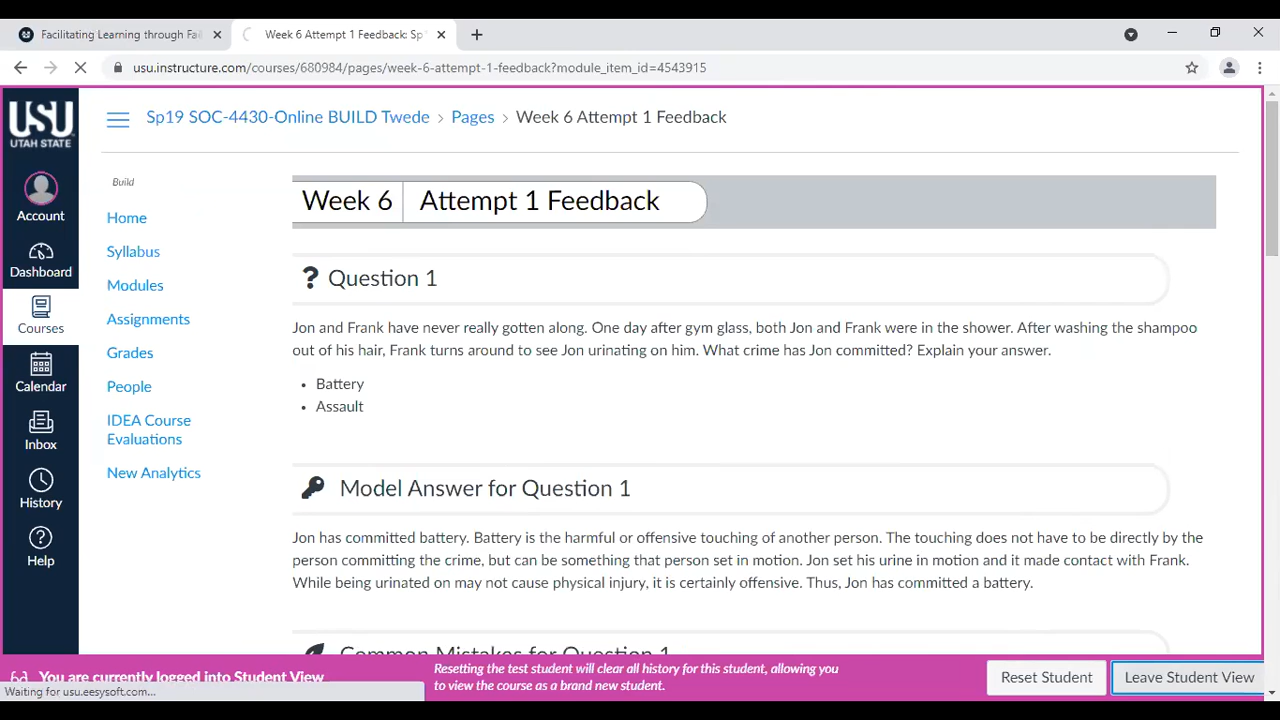 Facilitating Learning through Fai
Week 6 Attempt 1 Feedback: Sp
usu.instructure.com/courses/680984/pages/week-6-attempt-1-feedback?module_item_id=4543915
USU
UTAH STATE
Sp19 SOC-4430-Online BUILD Twede > Pages > Week 6 Attempt 1 Feedback
Account
Dashboard
Courses
Calendar
Inbox
History
Help
Build
Home
Syllabus
Modules
Assignments
Grades
People
IDEA Course
Evaluations
New Analytics
Week 6 Attempt 1 Feedback
? Question 1
Jon and Frank have never really gotten along. One day after gym glass, both Jon and Frank were in the shower. After washing the shampoo
out of his hair, Frank turns around to see Jon urinating on him. What crime has Jon committed? Explain your answer.
• Battery
• Assault
Model Answer for Question 1
Jon has committed battery. Battery is the harmful or offensive touching of another person. The touching does not have to be directly by the
person committing the crime, but can be something that person set in motion. Jon set his urine in motion and it made contact with Frank.
While being urinated on may not cause physical injury, it is certainly offensive. Thus, Jon has committed a battery.
Common Mistakes for Question 1
You are currently logged into Student View
Waiting for usu.eesysoft.com...
Resetting the test student will clear all history for this student, allowing you
to view the course as a brand new student.
Reset Student
Leave Student View